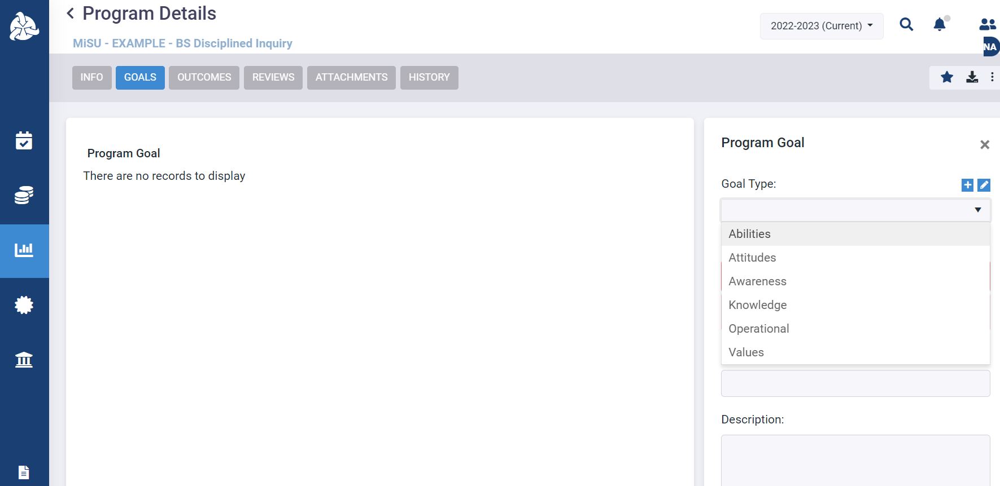 Program Details
2022-2023 (Current)
MiSU - EXAMPLE - BS Disciplined Inquiry
NA
INFO
GOALS
OUTCOMES
REVIEWS
ATTACHMENTS
HISTORY
Program Goal
There are no records to display
Program Goal
Goal Type:
Abilities
Attitudes
Awareness
Knowledge
Operational
Values
Description: